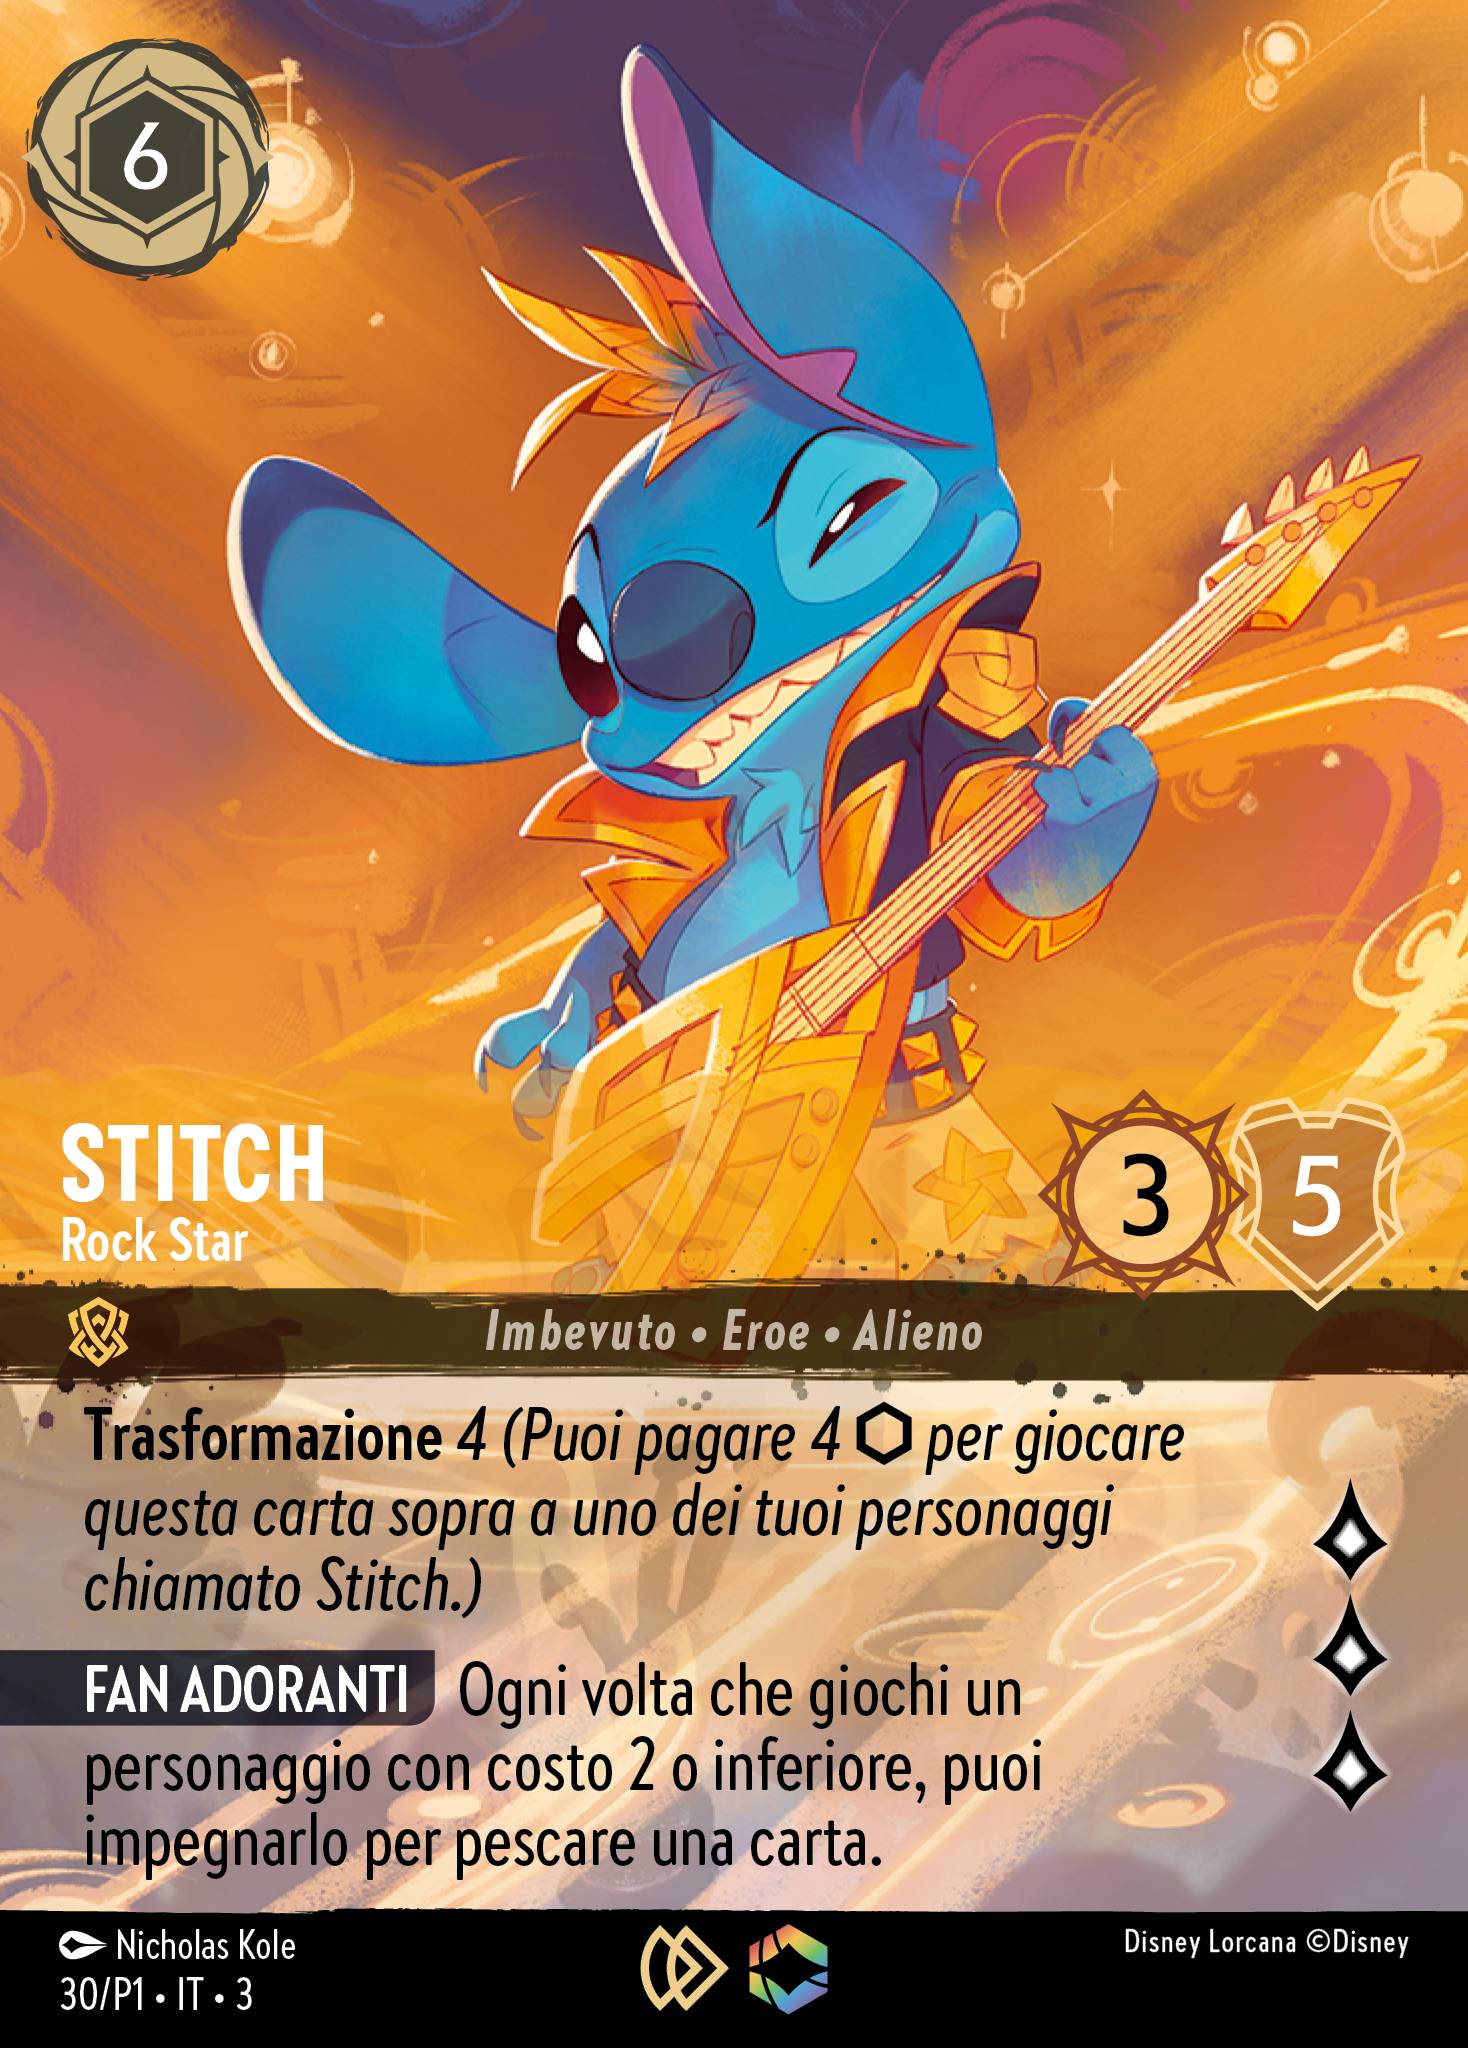 6
STITCH
Rock Star
3 5
Imbevuto • Eroe • Alieno
Trasformazione 4 (Puoi pagare 4 ⬡ per giocare
questa carta sopra a uno dei tuoi personaggi
chiamato Stitch.)
FAN ADORANTI Ogni volta che giochi un
personaggio con costo 2 o inferiore, puoi
impegnarlo per pescare una carta.
Nicholas Kole
30/P1 • IT • 3
Disney Lorcana ©Disney